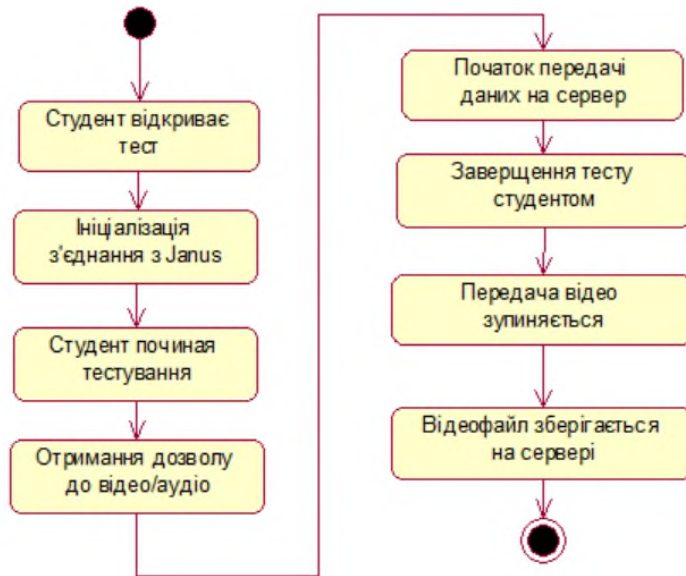 Студент відкриває
тест
Ініціалізація
з'єднання з Janus
Студент починая
тестування
Отримання дозволу
до відео/аудіо
Початок передачі
даних на сервер
Заверщення тесту
студентом
Передача відео
зупиняється
Відеофайл зберігається
на сервері